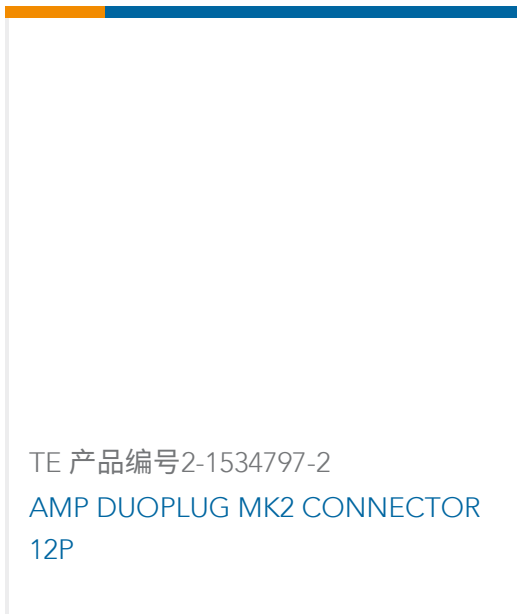 TE 产品编号2-1534797-2
AMP DUOPLUG MK2 CONNECTOR
12P